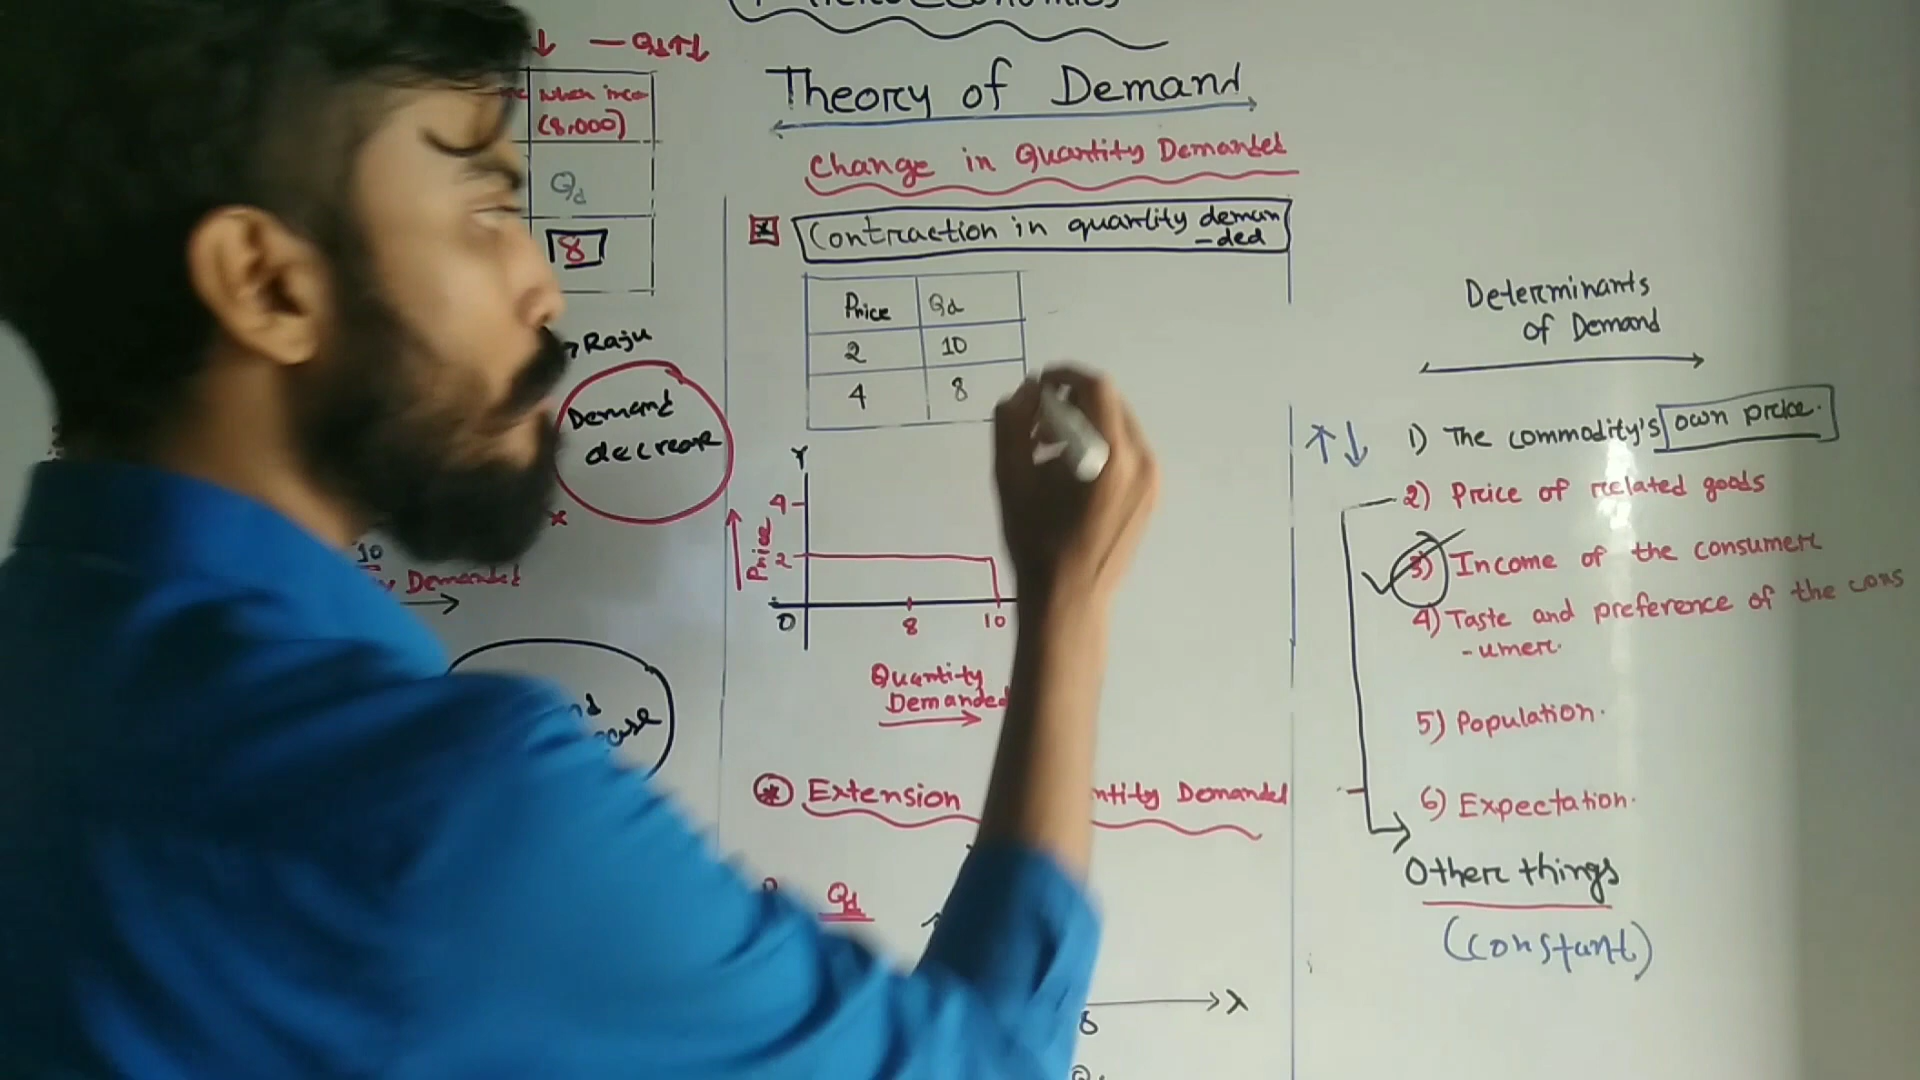 Theory of Demand
Change in Quantity Demanded
Contraction in quantity deman
-ded
Price Qd
2 10
4 8
Y
4
2
Price
O 8 10
Quantity
Demanded
Extension
Demanded
Qd
X
8
When inco
(8,000)
Qd
8
Raju
Demand
decrease
10
Demanded
Determinants
of Demand
↑↓ 1) The commodity's own price.
2) Price of related goods
3) Income of the consumer
4) Taste and preference of the cons
-umer.
5) Population.
6) Expectation.
Other things
(constant)